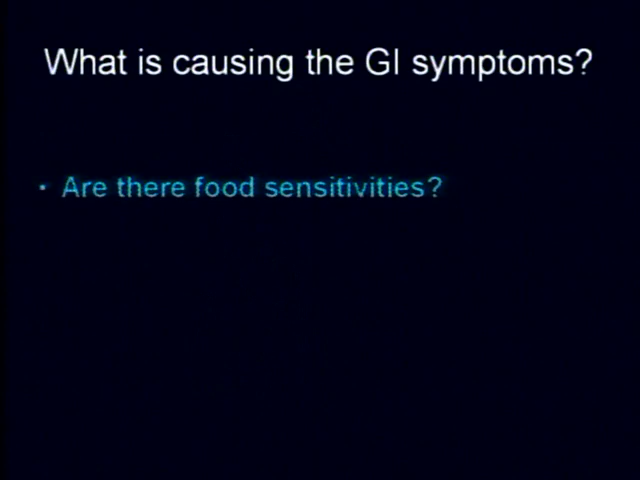 What is causing the GI symptoms?
• Are there food sensitivities?